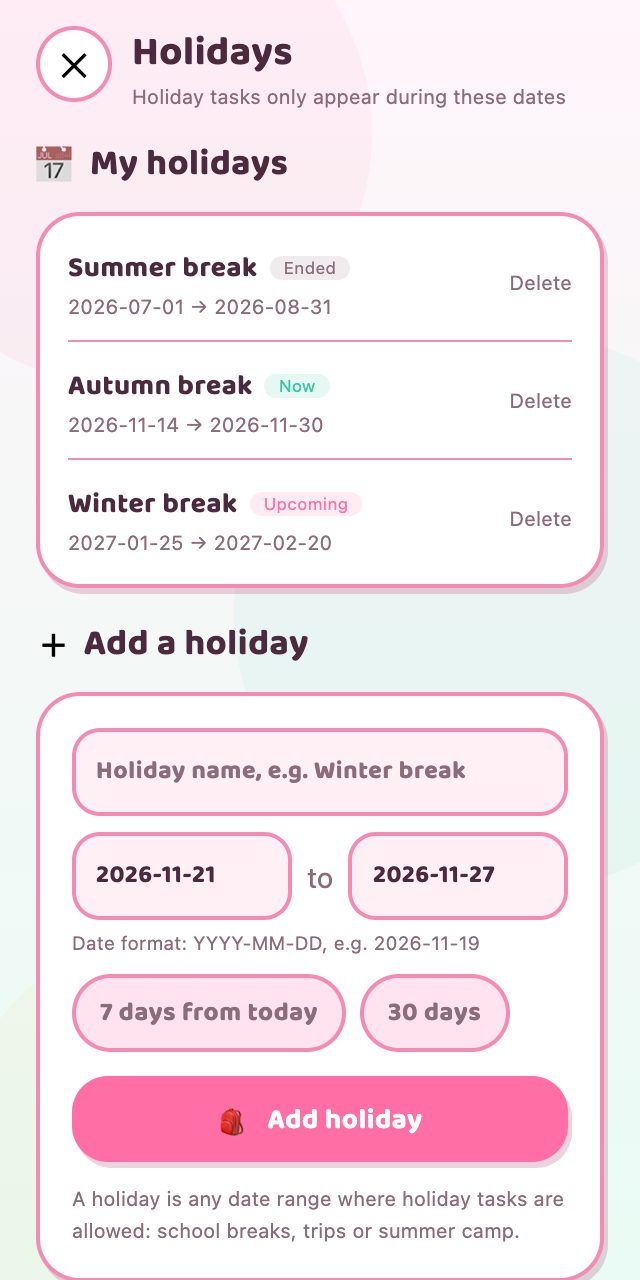 Holidays
Holiday tasks only appear during these dates
JUL
17
My holidays
Summer break Ended
2026-07-01 → 2026-08-31
Delete
Autumn break Now
2026-11-14 → 2026-11-30
Delete
Winter break Upcoming
2027-01-25 → 2027-02-20
Delete
+ Add a holiday
Holiday name, e.g. Winter break
2026-11-21 to 2026-11-27
Date format: YYYY-MM-DD, e.g. 2026-11-19
7 days from today 30 days
Add holiday
A holiday is any date range where holiday tasks are
allowed: school breaks, trips or summer camp.